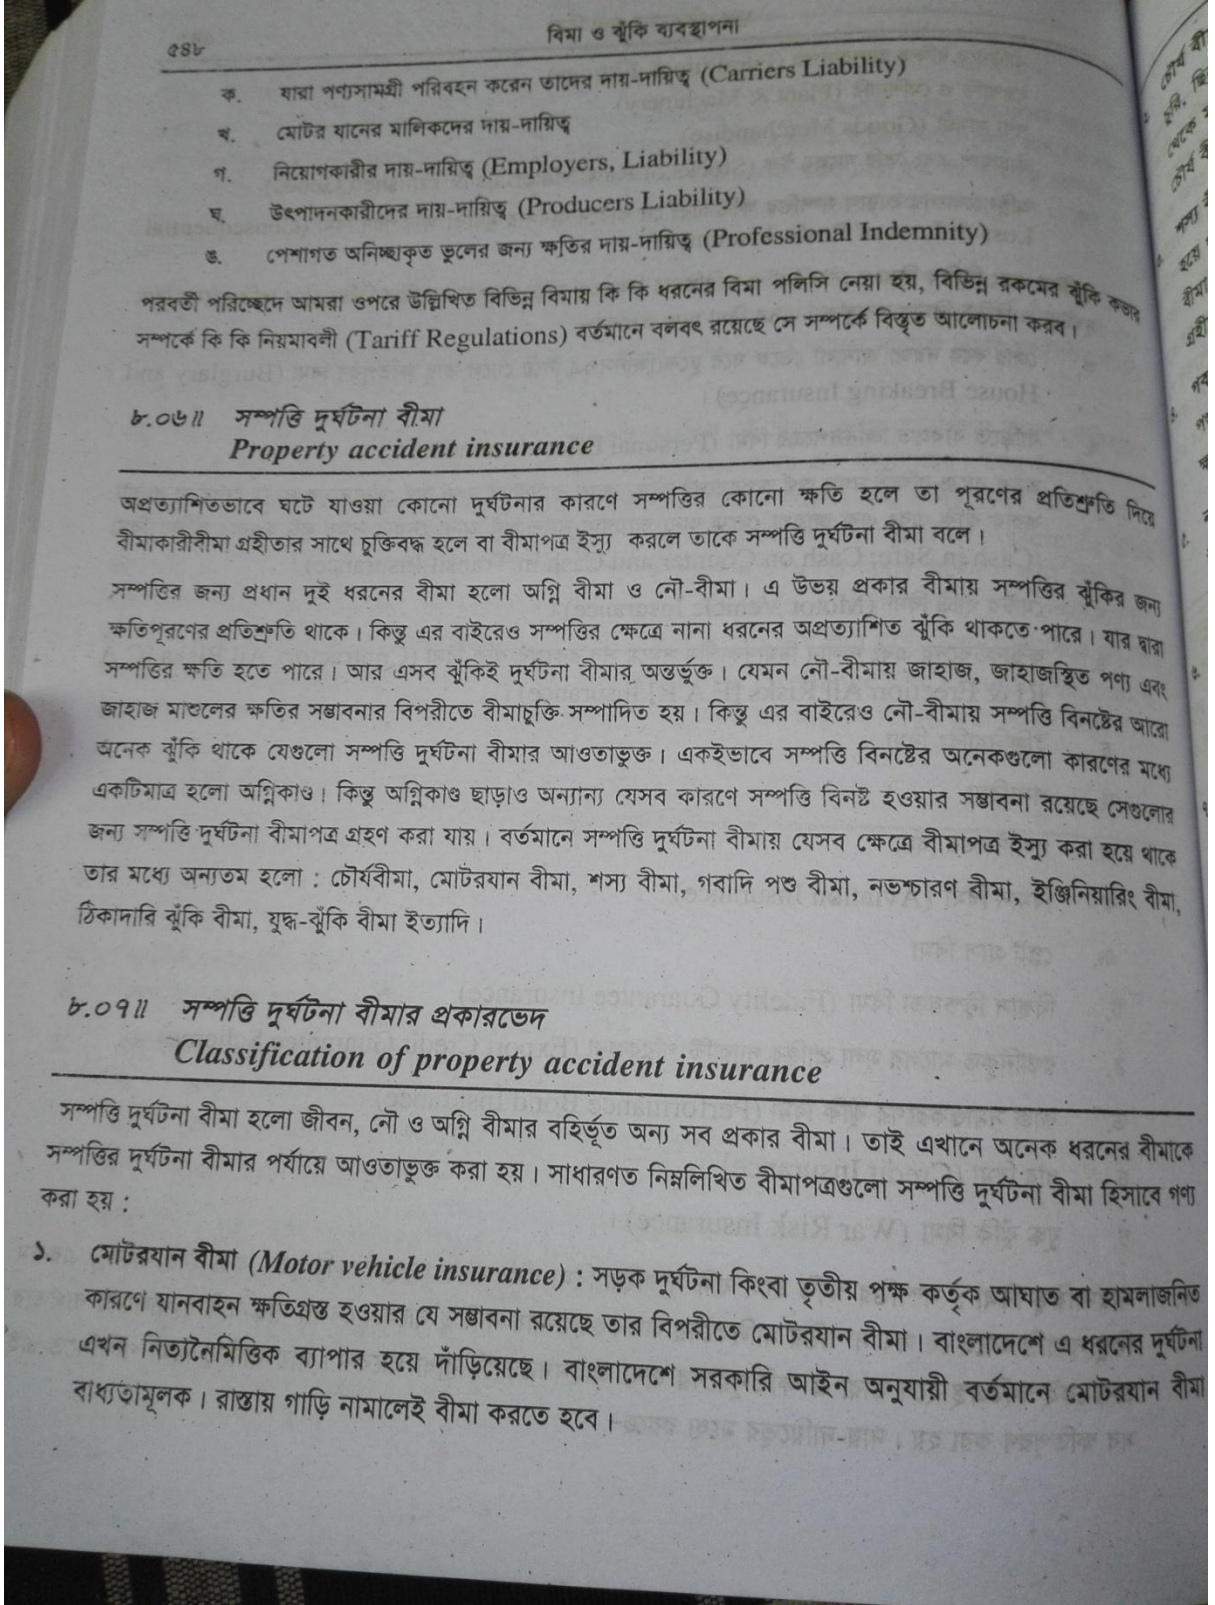 ৫৪৮
বিমা ও ঝুঁকি ব্যবস্থাপনা
ক. যারা পণ্যসামগ্রী পরিবহন করেন তাদের দায়-দায়িত্ব (Carriers Liability)
খ. মোটর যানের মালিকদের দায়-দায়িত্ব
গ. নিয়োগকারীর দায়-দায়িত্ব (Employers, Liability)
ঘ. উৎপাদনকারীদের দায়-দায়িত্ব (Producers Liability)
ঙ. পেশাগত অনিচ্ছাকৃত ভুলের জন্য ক্ষতির দায়-দায়িত্ব (Professional Indemnity)
পরবর্তী পরিচ্ছেদে আমরা ওপরে উল্লিখিত বিভিন্ন বিমায় কি কি ধরনের বিমা পলিসি নেয়া হয়, বিভিন্ন রকমের ঝুঁকি কভার
সম্পর্কে কি কি নিয়মাবলী (Tariff Regulations) বর্তমানে বলবৎ রয়েছে সে সম্পর্কে বিস্তৃত আলোচনা করব।
৮.০৬॥ সম্পত্তি দুর্ঘটনা বীমা
Property accident insurance
অপ্রত্যাশিতভাবে ঘটে যাওয়া কোনো দুর্ঘটনার কারণে সম্পত্তির কোনো ক্ষতি হলে তা পূরণের প্রতিশ্রুতি দিয়ে
বীমাকারীবীমা গ্রহীতার সাথে চুক্তিবদ্ধ হলে বা বীমাপত্র ইস্যু করলে তাকে সম্পত্তি দুর্ঘটনা বীমা বলে।
সম্পত্তির জন্য প্রধান দুই ধরনের বীমা হলো অগ্নি বীমা ও নৌ-বীমা। এ উভয় প্রকার বীমায় সম্পত্তির ঝুঁকির জন্য
ক্ষতিপূরণের প্রতিশ্রুতি থাকে। কিন্তু এর বাইরেও সম্পত্তির ক্ষেত্রে নানা ধরনের অপ্রত্যাশিত ঝুঁকি থাকতে পারে। যার দ্বারা
সম্পত্তির ক্ষতি হতে পারে। আর এসব ঝুঁকিই দুর্ঘটনা বীমার অন্তর্ভুক্ত। যেমন নৌ-বীমায় জাহাজ, জাহাজস্থিত পণ্য এবং
জাহাজ মাশুলের ক্ষতির সম্ভাবনার বিপরীতে বীমাচুক্তি সম্পাদিত হয়। কিন্তু এর বাইরেও নৌ-বীমায় সম্পত্তি বিনষ্টের আরো
অনেক ঝুঁকি থাকে যেগুলো সম্পত্তি দুর্ঘটনা বীমার আওতাভুক্ত। একইভাবে সম্পত্তি বিনষ্টের অনেকগুলো কারণের মধ্যে
একটিমাত্র হলো অগ্নিকাণ্ড। কিন্তু অগ্নিকাণ্ড ছাড়াও অন্যান্য যেসব কারণে সম্পত্তি বিনষ্ট হওয়ার সম্ভাবনা রয়েছে সেগুলোর
জন্য সম্পত্তি দুর্ঘটনা বীমাপত্র গ্রহণ করা যায়। বর্তমানে সম্পত্তি দুর্ঘটনা বীমায় যেসব ক্ষেত্রে বীমাপত্র ইস্যু করা হয়ে থাকে
তার মধ্যে অন্যতম হলো : চৌর্যবীমা, মোটরযান বীমা, শস্য বীমা, গবাদি পশু বীমা, নভশ্চারণ বীমা, ইঞ্জিনিয়ারিং বীমা,
ঠিকাদারি ঝুঁকি বীমা, যুদ্ধ-ঝুঁকি বীমা ইত্যাদি।
৮.০৭॥ সম্পত্তি দুর্ঘটনা বীমার প্রকারভেদ
Classification of property accident insurance
সম্পত্তি দুর্ঘটনা বীমা হলো জীবন, নৌ ও অগ্নি বীমার বহির্ভূত অন্য সব প্রকার বীমা। তাই এখানে অনেক ধরনের বীমাকে
সম্পত্তির দুর্ঘটনা বীমার পর্যায়ে আওতাভুক্ত করা হয়। সাধারণত নিম্নলিখিত বীমাপত্রগুলো সম্পত্তি দুর্ঘটনা বীমা হিসাবে গণ্য
করা হয় :
১. মোটরযান বীমা (Motor vehicle insurance) : সড়ক দুর্ঘটনা কিংবা তৃতীয় পক্ষ কর্তৃক আঘাত বা হামলাজনিত
কারণে যানবাহন ক্ষতিগ্রস্ত হওয়ার যে সম্ভাবনা রয়েছে তার বিপরীতে মোটরযান বীমা। বাংলাদেশে এ ধরনের দুর্ঘটনা
এখন নিত্যনৈমিত্তিক ব্যাপার হয়ে দাঁড়িয়েছে। বাংলাদেশে সরকারি আইন অনুযায়ী বর্তমানে মোটরযান বীমা
বাধ্যতামূলক। রাস্তায় গাড়ি নামালেই বীমা করতে হবে।